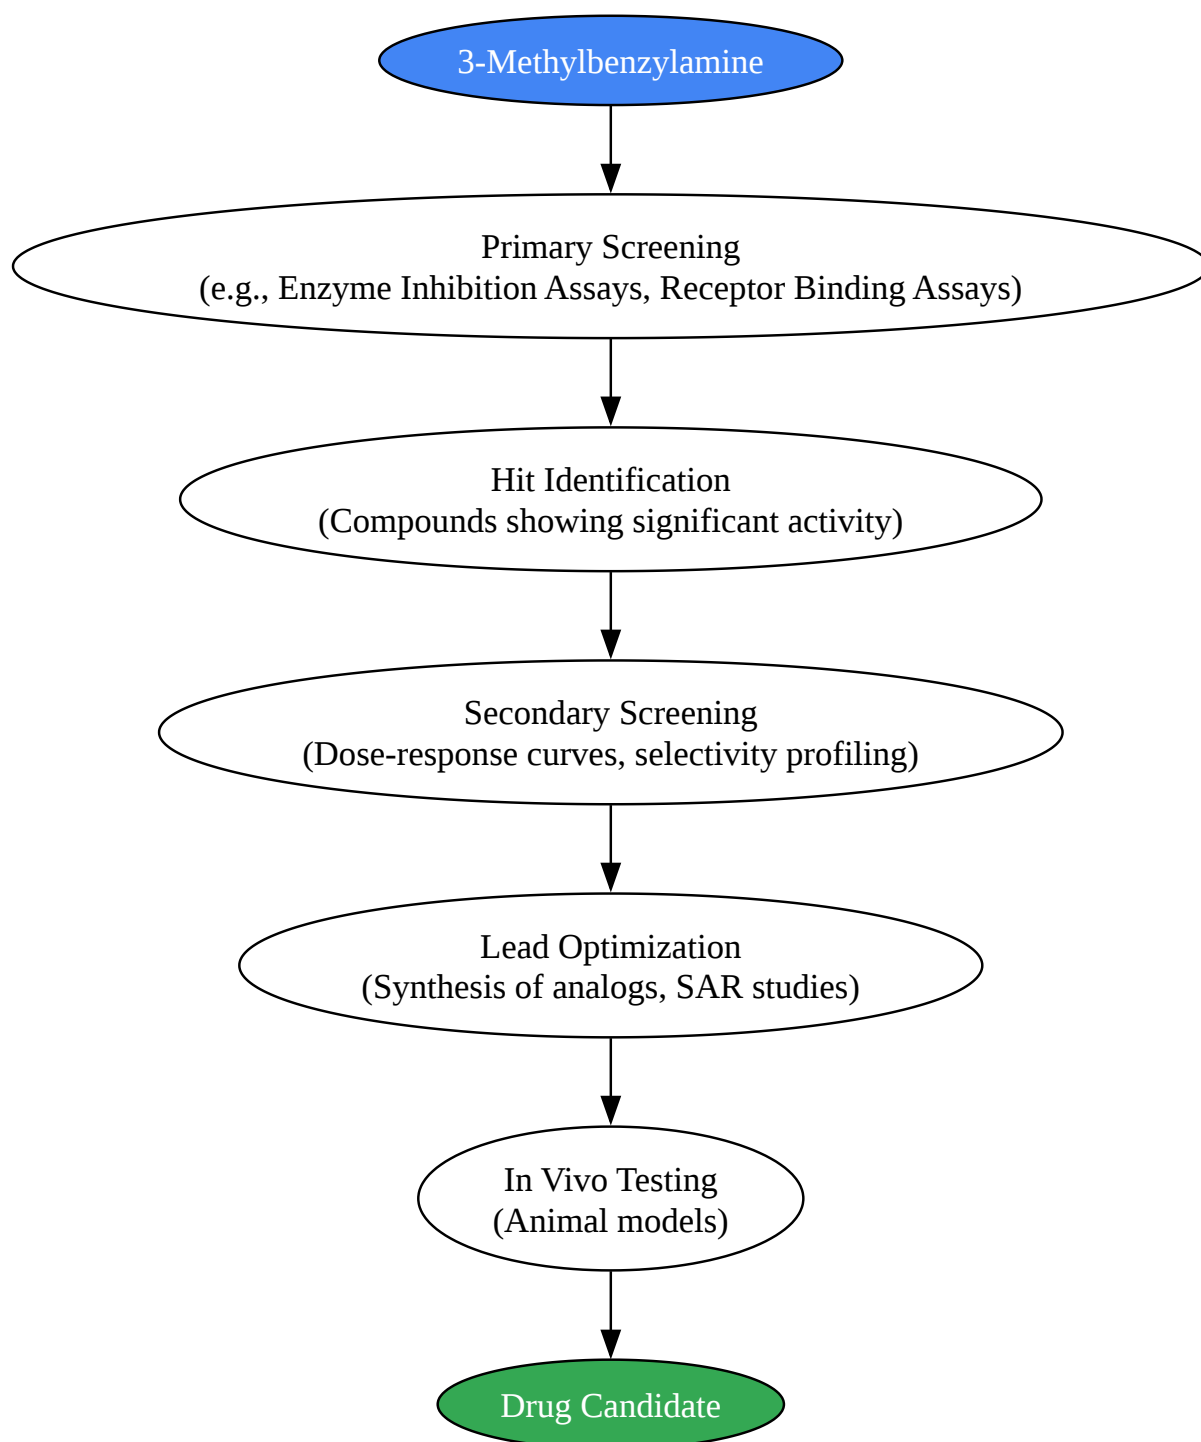 3-Methylbenzylamine
Primary Screening
(e.g., Enzyme Inhibition Assays, Receptor Binding Assays)
Hit Identification
(Compounds showing significant activity)
Secondary Screening
(Dose-response curves, selectivity profiling)
Lead Optimization
(Synthesis of analogs, SAR studies)
In Vivo Testing
(Animal models)
Drug Candidate